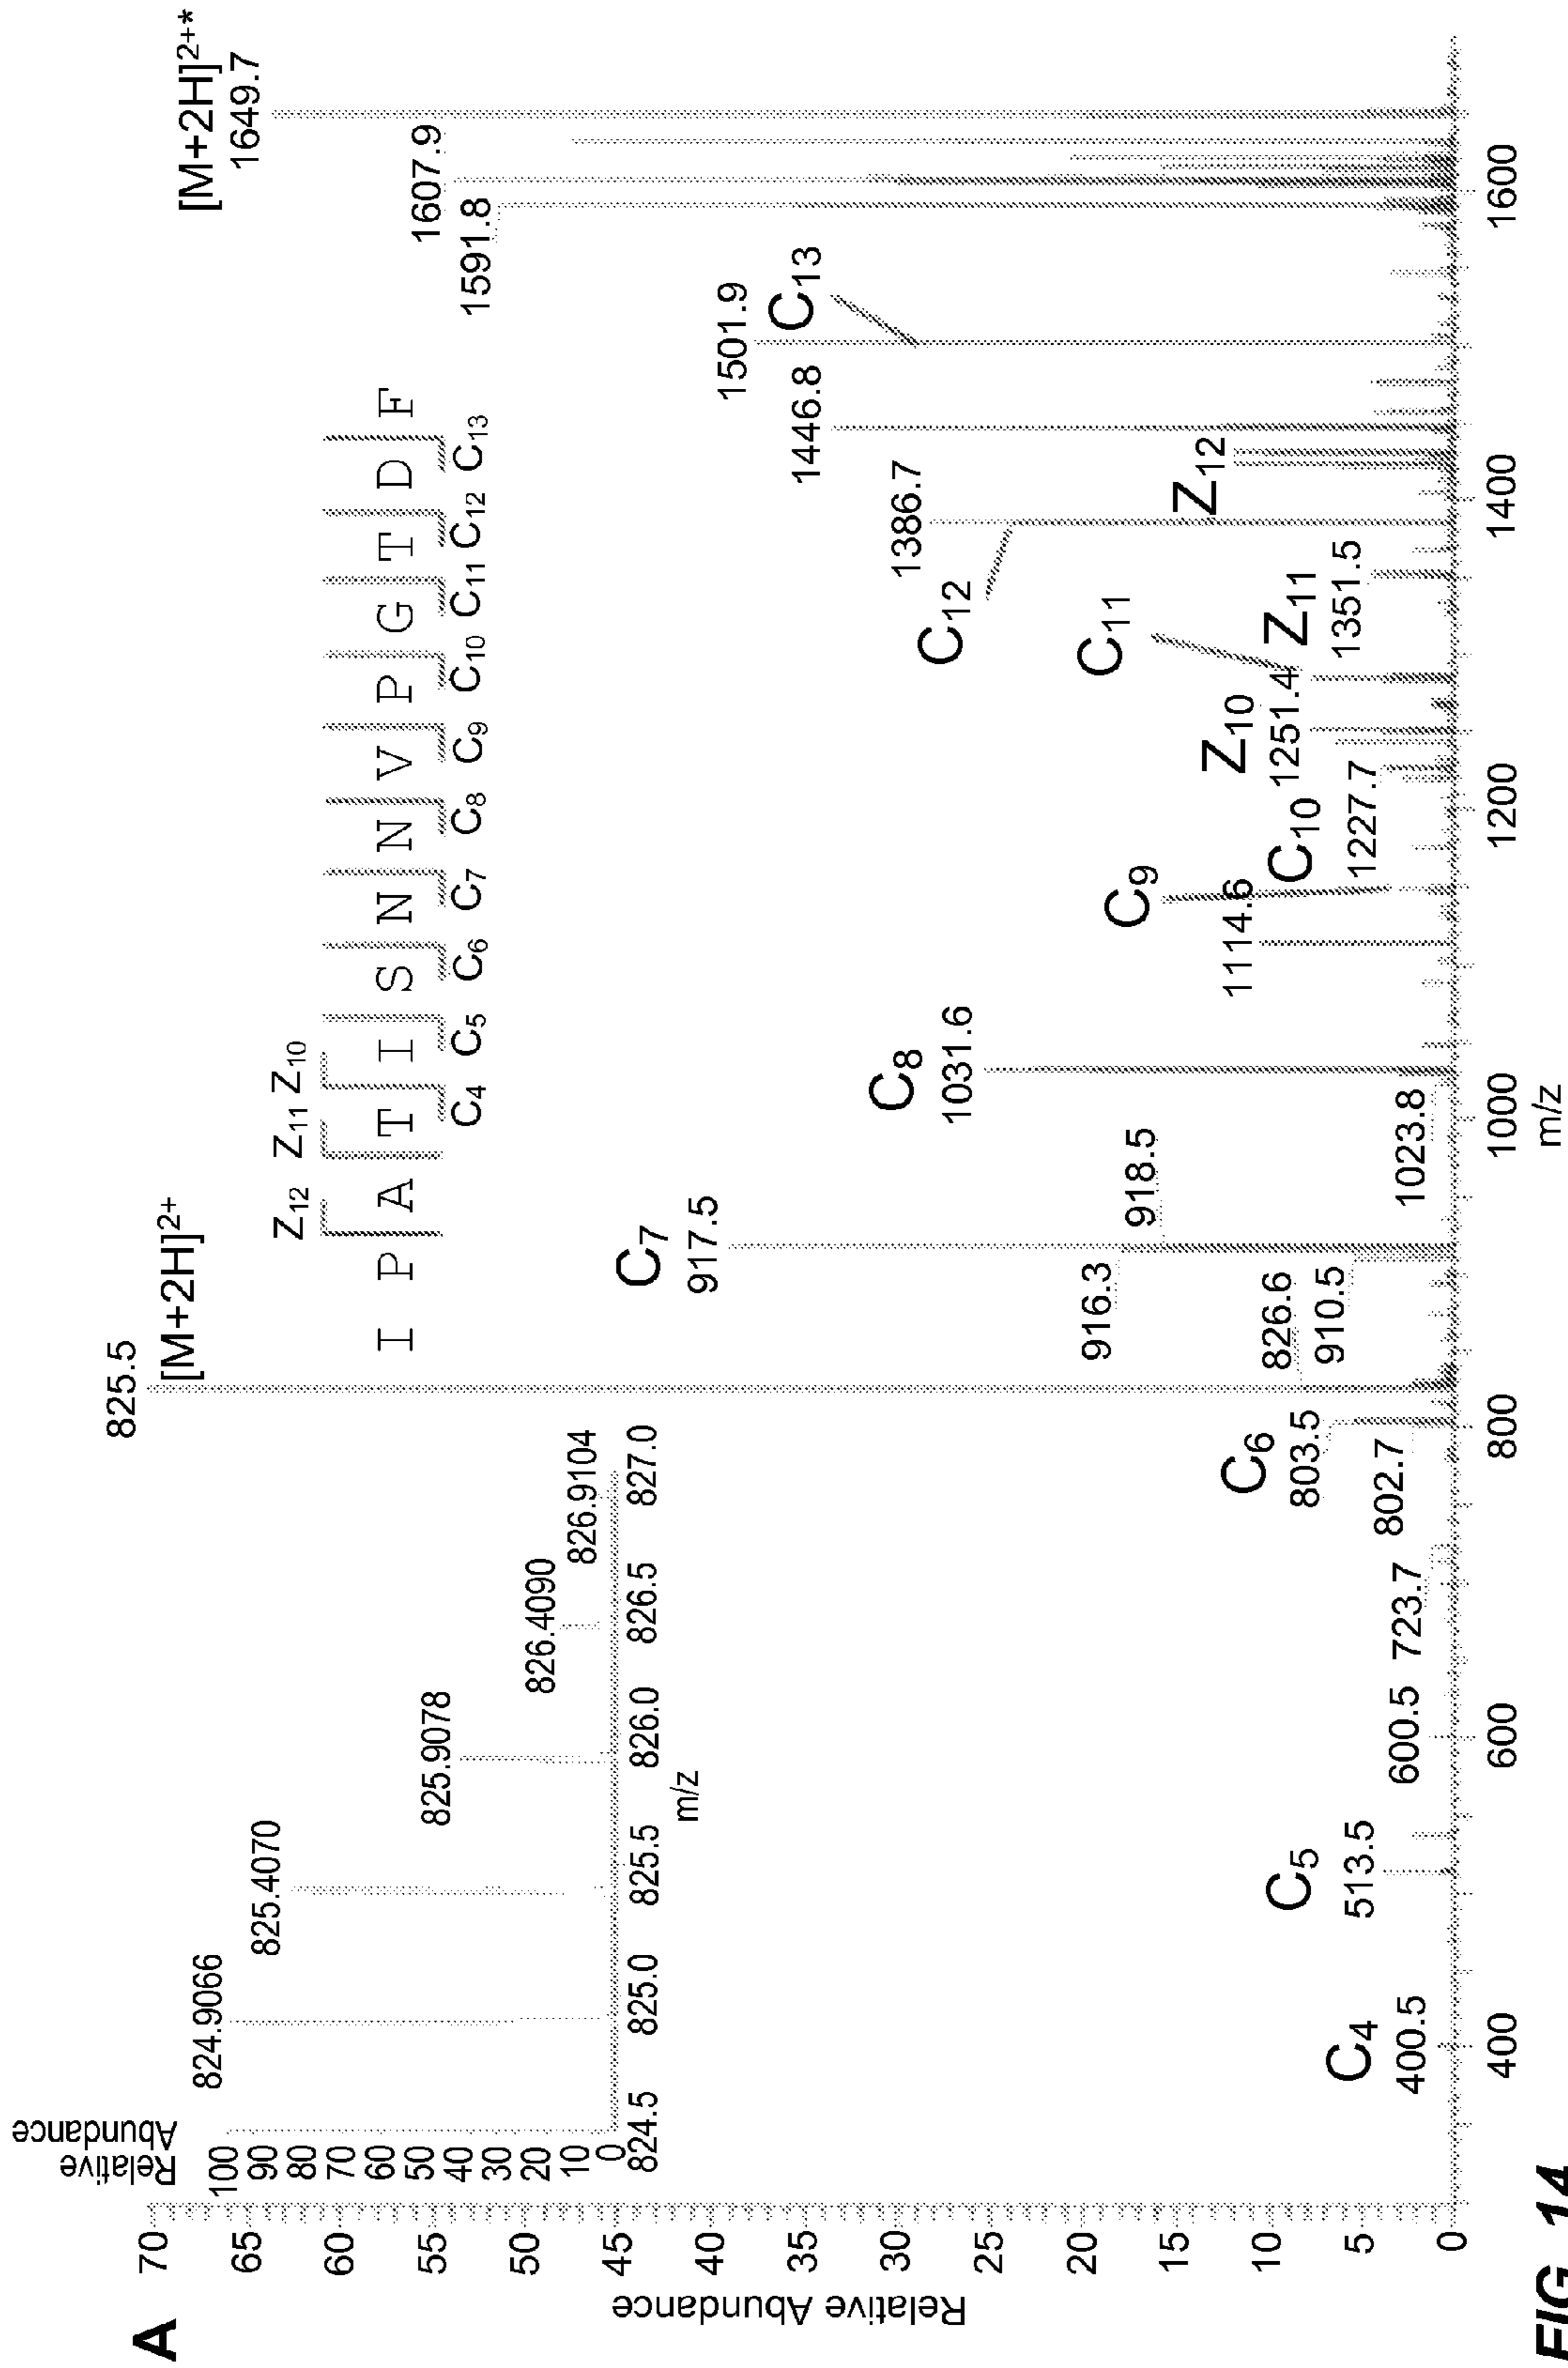 A
Relative Abundance
70
65
60
55
50
45
40
35
30
25
20
15
10
5
0
400
600
800
1000
1200
1400
1600
m/z
Relative
Abundance
100
90
80
70
60
50
40
30
20
10
0
824.5
825.0
825.5
826.0
826.5
827.0
m/z
824.9066
825.4070
825.9078
826.4090
826.9104
825.5
[M+2H]²⁺
[M+2H]²⁺*
1649.7
Z₁₂ Z₁₁ Z₁₀
I P A T I S N N V P G T D F
C₄ C₅ C₆ C₇ C₈ C₉ C₁₀ C₁₁ C₁₂ C₁₃
C₄
400.5
C₅
513.5
600.5
723.7
C₆
803.5
802.7
826.6
910.5
C₇
917.5
916.3
918.5
C₈
1031.6
1023.8
C₉
1114.6
C₁₀
1227.7
Z₁₀
1251.4
C₁₁
Z₁₁
1351.5
C₁₂
1386.7
Z₁₂
1446.8
1501.9
C₁₃
1591.8
1607.9
FIG. 14